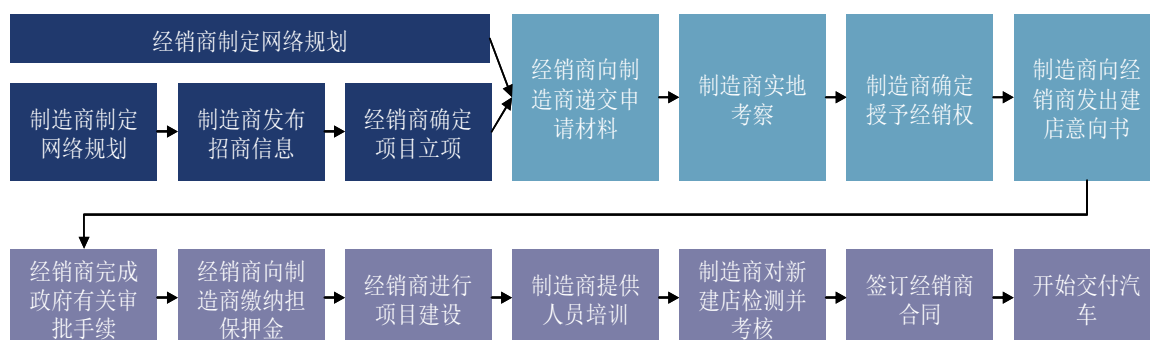 经销商制定网络规划
制造商制定
网络规划
制造商发布
招商信息
经销商确定
项目立项
经销商向制
造商递交申
请材料
制造商实地
考察
制造商确定
授予经销权
制造商向经
销商发出建
店意向书
经销商完成
政府有关审
批手续
经销商向制
造商缴纳担
保押金
经销商进行
项目建设
制造商提供
人员培训
制造商对新
建店检测并
考核
签订经销商
合同
开始交付汽
车